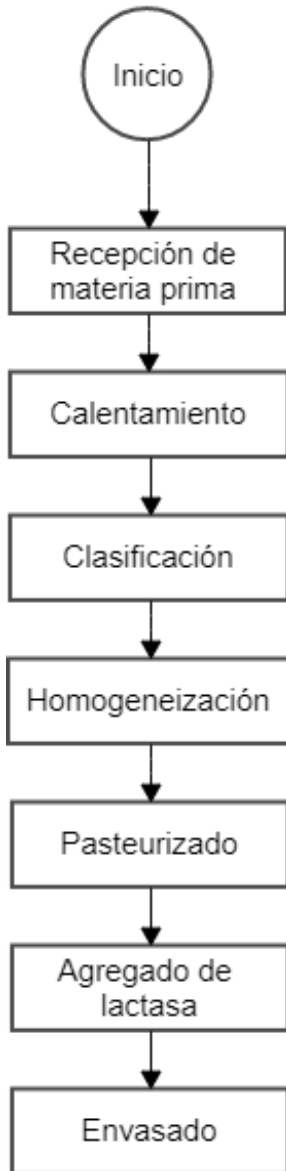 Inicio
Recepción de
materia prima
Calentamiento
Clasificación
Homogeneización
Pasteurizado
Agregado de
lactasa
Envasado